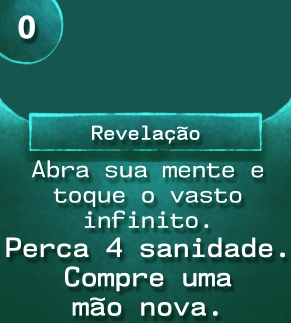 0
Revelação
Abra sua mente e
toque o vasto
infinito.
Perca 4 sanidade.
Compre uma
mão nova.